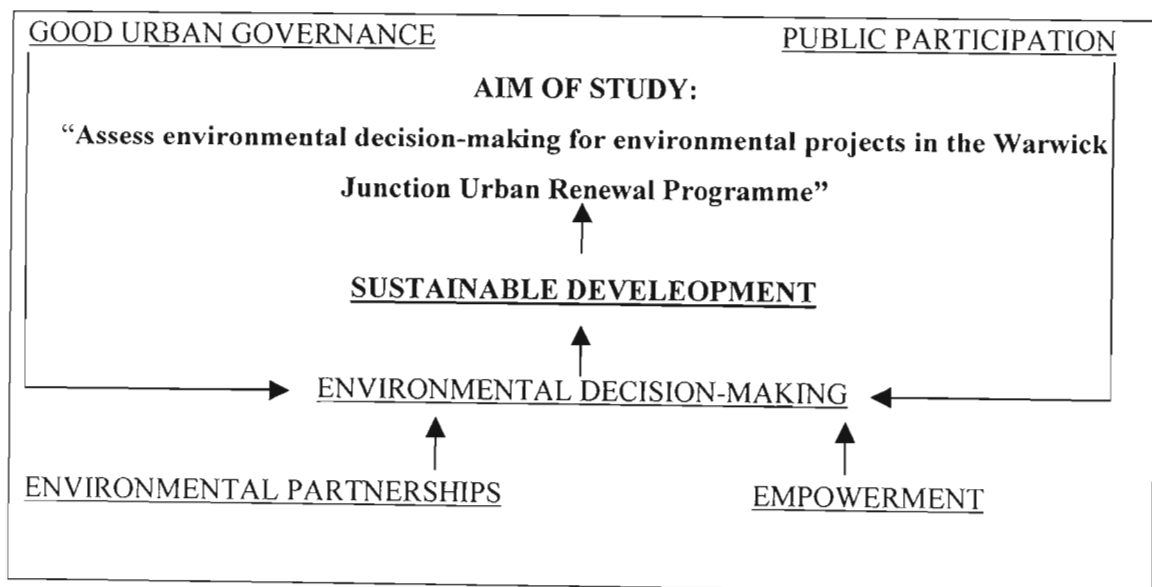 GOOD URBAN GOVERNANCE
PUBLIC PARTICIPATION
AIM OF STUDY:
“Assess environmental decision-making for environmental projects in the Warwick
Junction Urban Renewal Programme”
SUSTAINABLE DEVELEOPMENT
ENVIRONMENTAL DECISION-MAKING
ENVIRONMENTAL PARTNERSHIPS
EMPOWERMENT